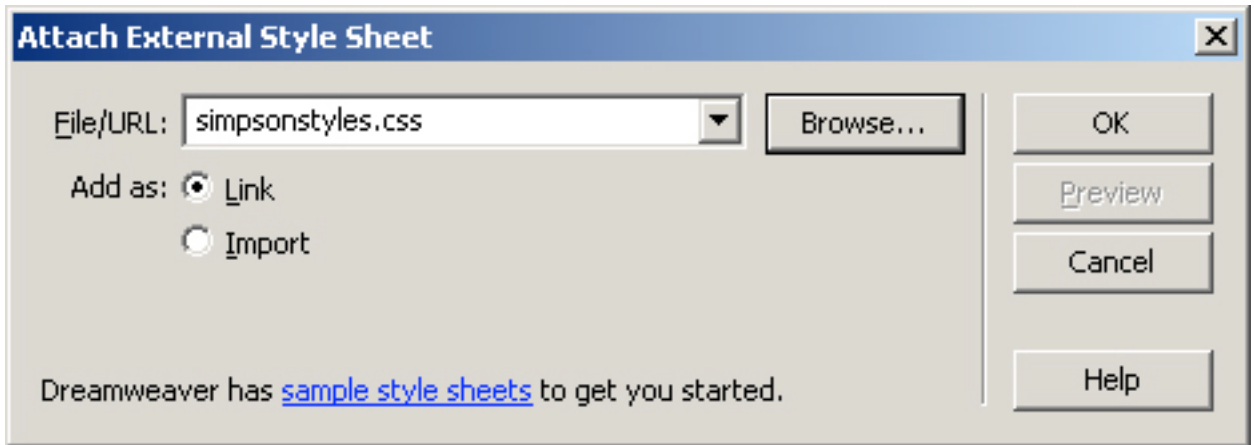 Attach External Style Sheet
File/URL: simpsonstyles.css Browse... OK
Add as: Link Preview
Import Cancel
Dreamweaver has sample style sheets to get you started. Help